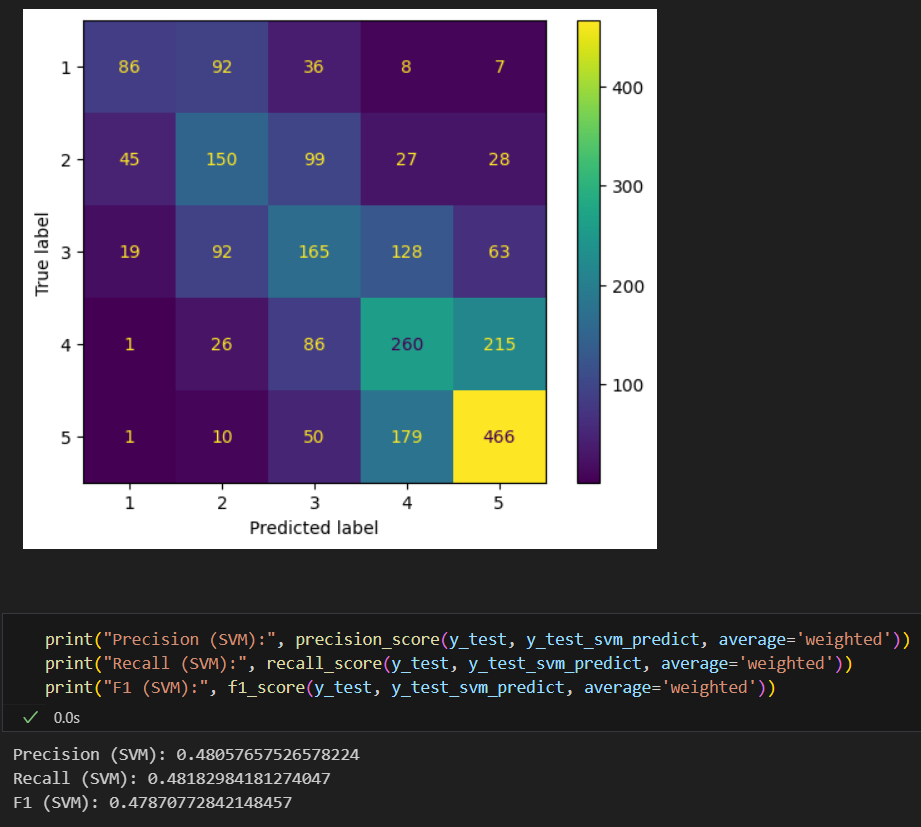 1 86 92 36 8 7
400
2 45 150 99 27 28
300
True label
3 19 92 165 128 63
200
4 1 26 86 260 215
100
5 1 10 50 179 466
1 2 3 4 5
Predicted label
print("Precision (SVM):", precision_score(y_test, y_test_svm_predict, average='weighted'))
print("Recall (SVM):", recall_score(y_test, y_test_svm_predict, average='weighted'))
print("F1 (SVM):", f1_score(y_test, y_test_svm_predict, average='weighted'))
0.0s
Precision (SVM): 0.48057657526578224
Recall (SVM): 0.48182984181274047
F1 (SVM): 0.47870772842148457